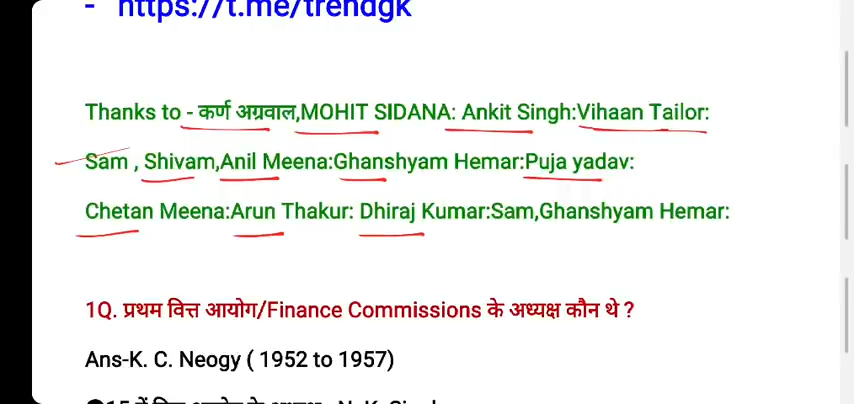 - https://t.me/trendgk
Thanks to - कर्ण अग्रवाल,MOHIT SIDANA: Ankit Singh:Vihaan Tailor:
Sam , Shivam,Anil Meena:Ghanshyam Hemar:Puja yadav:
Chetan Meena:Arun Thakur: Dhiraj Kumar:Sam,Ghanshyam Hemar:
1Q. प्रथम वित्त आयोग/Finance Commissions के अध्यक्ष कौन थे ?
Ans-K. C. Neogy ( 1952 to 1957)